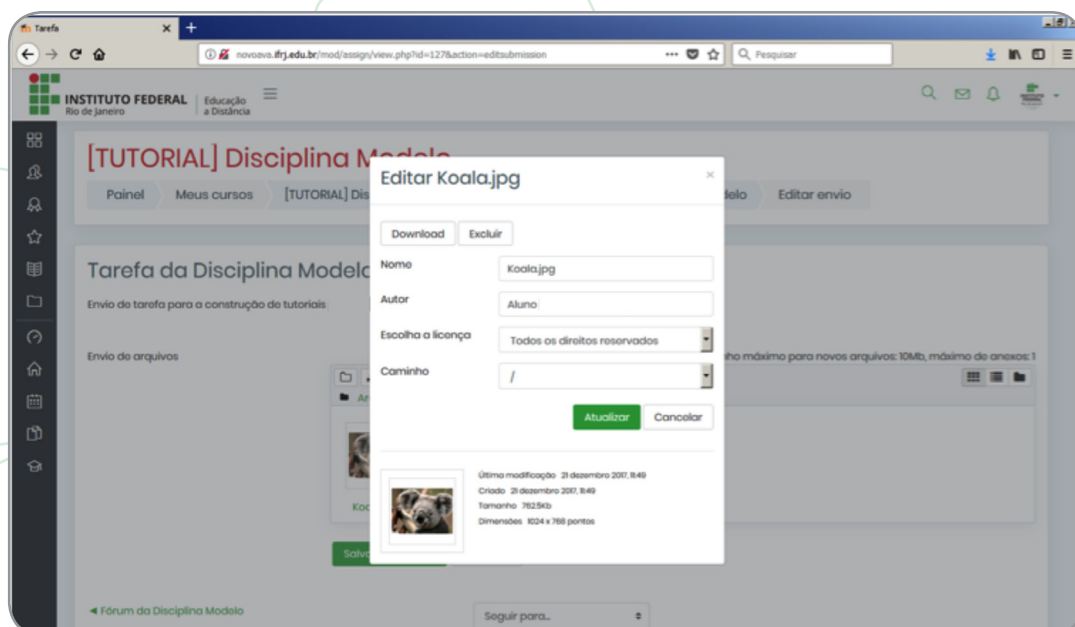 Tarefa
novoava.ifrj.edu.br/mod/assign/view.php?id=127&action=editsubmission
Pesquisar
INSTITUTO FEDERAL
Rio de Janeiro
Educação
a Distância
[TUTORIAL] Disciplina Modelo
Painel
Meus cursos
[TUTORIAL] Dis
delo
Editar envio
Editar Koala.jpg
×
Download
Excluir
Nome
Koala.jpg
Autor
Aluno
Escolha a licença
Todos os direitos reservados
Caminho
/
Atualizar
Cancelar
Última modificação 21 dezembro 2017, 11:49
Criado 21 dezembro 2017, 11:49
Tamanho 762.5Kb
Dimensões 1024 x 768 pontos
Tarefa da Disciplina Modelo
Envio de tarefa para a construção de tutoriais
Envio de arquivos
ho máximo para novos arquivos: 10Mb, máximo de anexos: 1
Ar
Koa
Salva
◄ Fórum da Disciplina Modelo
Seguir para...